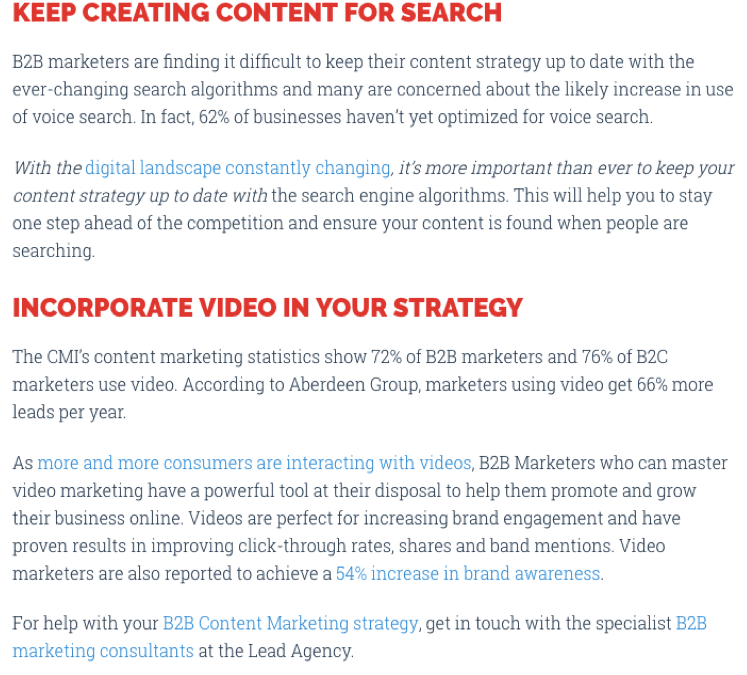 KEEP CREATING CONTENT FOR SEARCH
B2B marketers are finding it difficult to keep their content strategy up to date with the
ever-changing search algorithms and many are concerned about the likely increase in use
of voice search. In fact, 62% of businesses haven’t yet optimized for voice search.
With the digital landscape constantly changing, it’s more important than ever to keep your
content strategy up to date with the search engine algorithms. This will help you to stay
one step ahead of the competition and ensure your content is found when people are
searching.
INCORPORATE VIDEO IN YOUR STRATEGY
The CMI’s content marketing statistics show 72% of B2B marketers and 76% of B2C
marketers use video. According to Aberdeen Group, marketers using video get 66% more
leads per year.
As more and more consumers are interacting with videos, B2B Marketers who can master
video marketing have a powerful tool at their disposal to help them promote and grow
their business online. Videos are perfect for increasing brand engagement and have
proven results in improving click-through rates, shares and band mentions. Video
marketers are also reported to achieve a 54% increase in brand awareness.
For help with your B2B Content Marketing strategy, get in touch with the specialist B2B
marketing consultants at the Lead Agency.